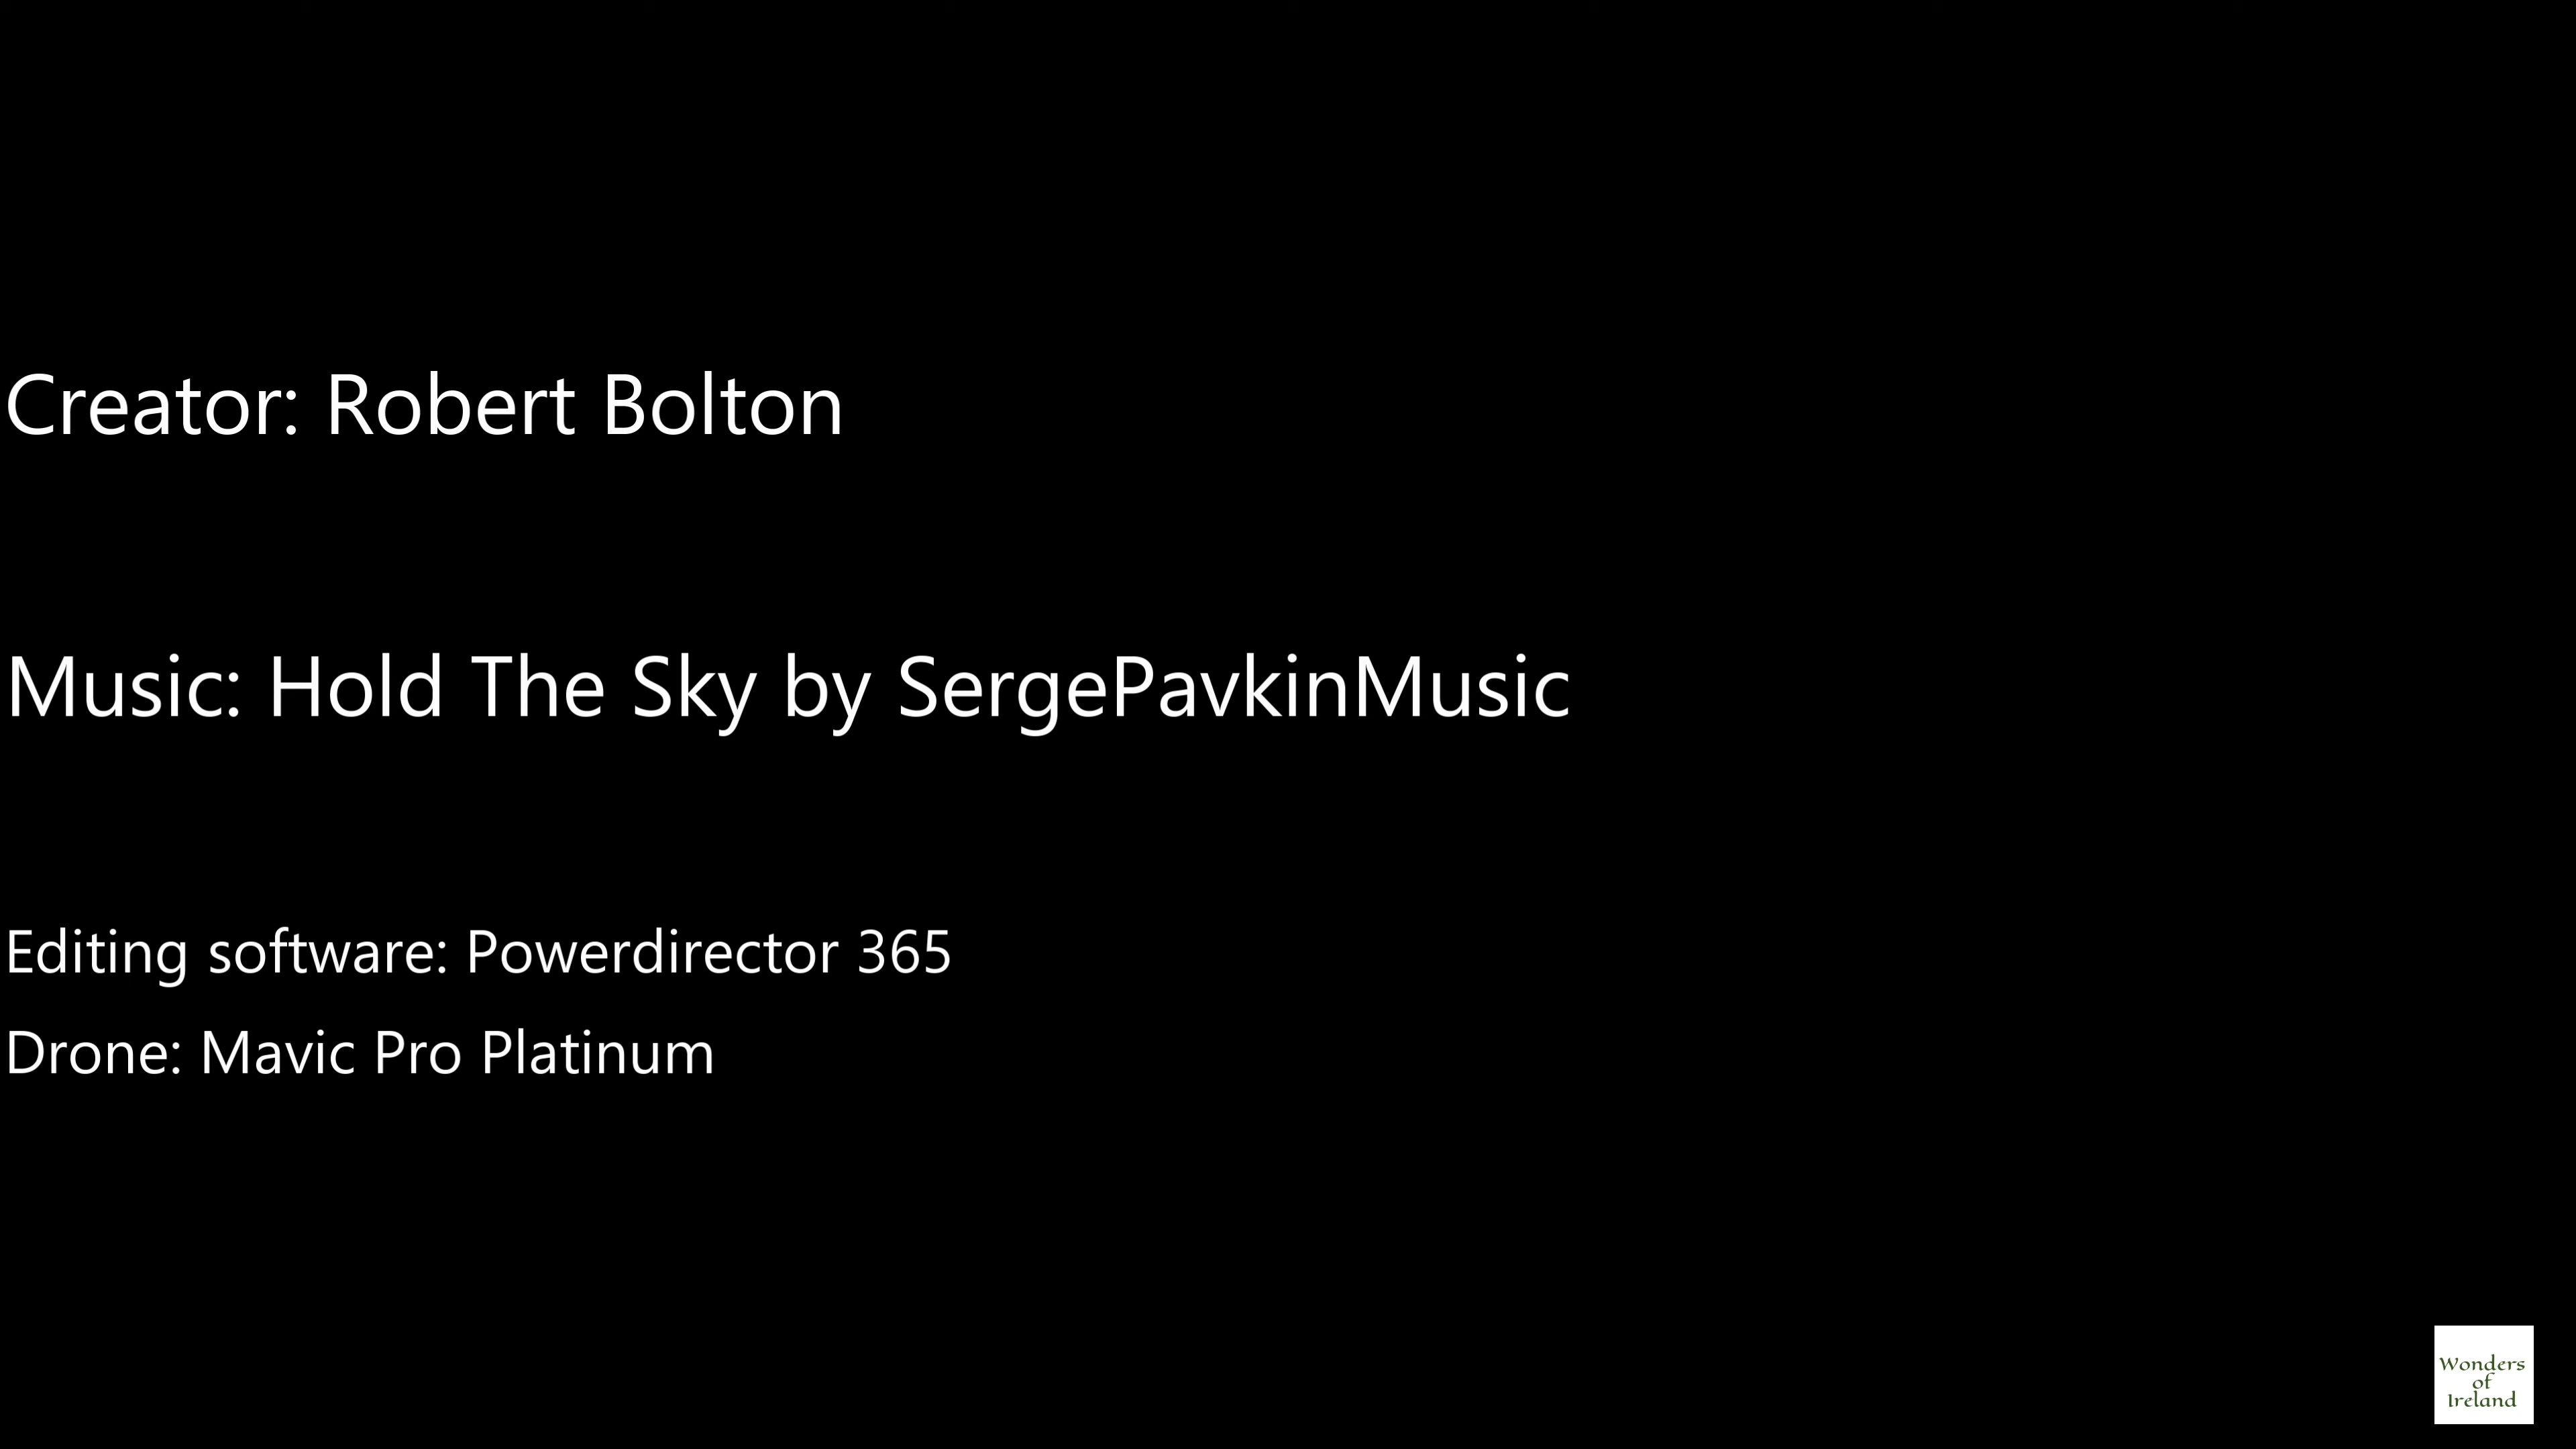 Creator: Robert Bolton
Music: Hold The Sky by SergePavkinMusic
Editing software: Powerdirector 365
Drone: Mavic Pro Platinum
Wonders
of
Ireland